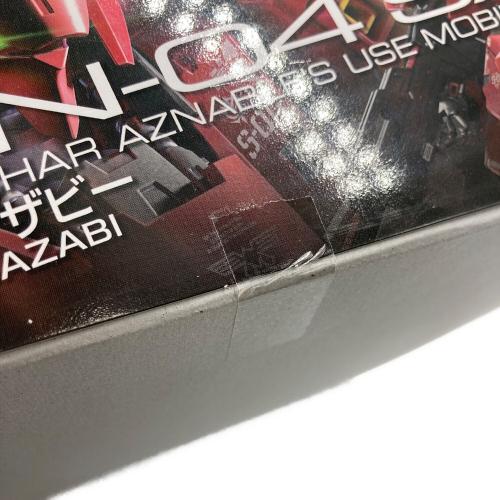 N-04 S
HAR AZNABLE'S USE MOBI
ザビー
AZABI